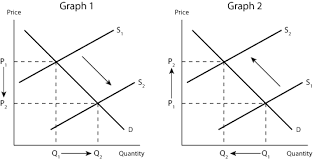 Graph 1
Price
S₁
P₁
S₂
P₂
D
Q₁ Q₂ Quantity
Graph 2
Price
S₂
P₂
S₁
P₁
D
Q₂ Q₁ Quantity